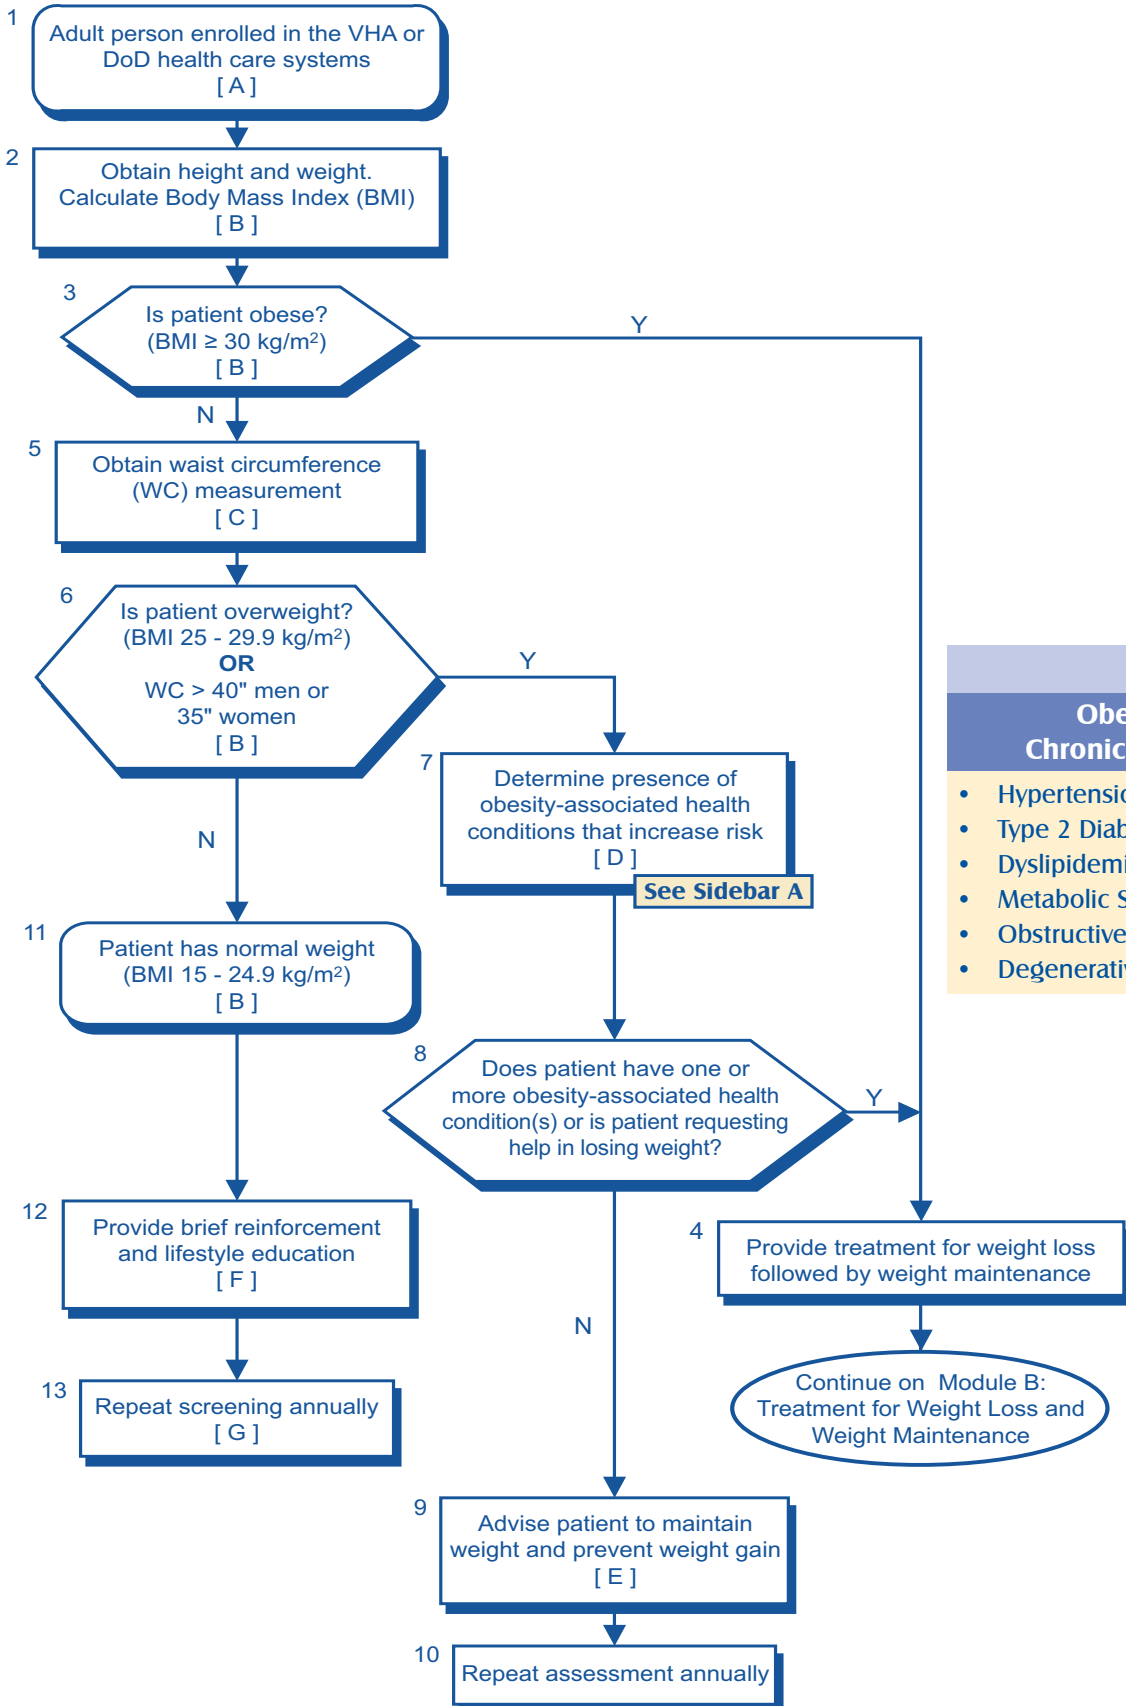 1
Adult person enrolled in the VHA or
DoD health care systems
[ A ]
2
Obtain height and weight.
Calculate Body Mass Index (BMI)
[ B ]
3
Is patient obese?
(BMI ≥ 30 kg/m²)
[ B ]
Y
N
5
Obtain waist circumference
(WC) measurement
[ C ]
6
Is patient overweight?
(BMI 25 - 29.9 kg/m²)
OR
WC > 40" men or
35" women
[ B ]
Y
N
7
Determine presence of
obesity-associated health
conditions that increase risk
[ D ]
See Sidebar A
Chronic
• 
• Type 2
• 
• Metabolic
• Obstructive
• 
11
Patient has normal weight
(BMI 15 - 24.9 kg/m²)
[ B ]
8
Does patient have one or
more obesity-associated health
condition(s) or is patient requesting
help in losing weight?
Y
N
12
Provide brief reinforcement
and lifestyle education
[ F ]
4
Provide treatment for weight loss
followed by weight maintenance
13
Repeat screening annually
[ G ]
Continue on Module B:
Treatment for Weight Loss and
Weight Maintenance
9
Advise patient to maintain
weight and prevent weight gain
[ E ]
10
Repeat assessment annually